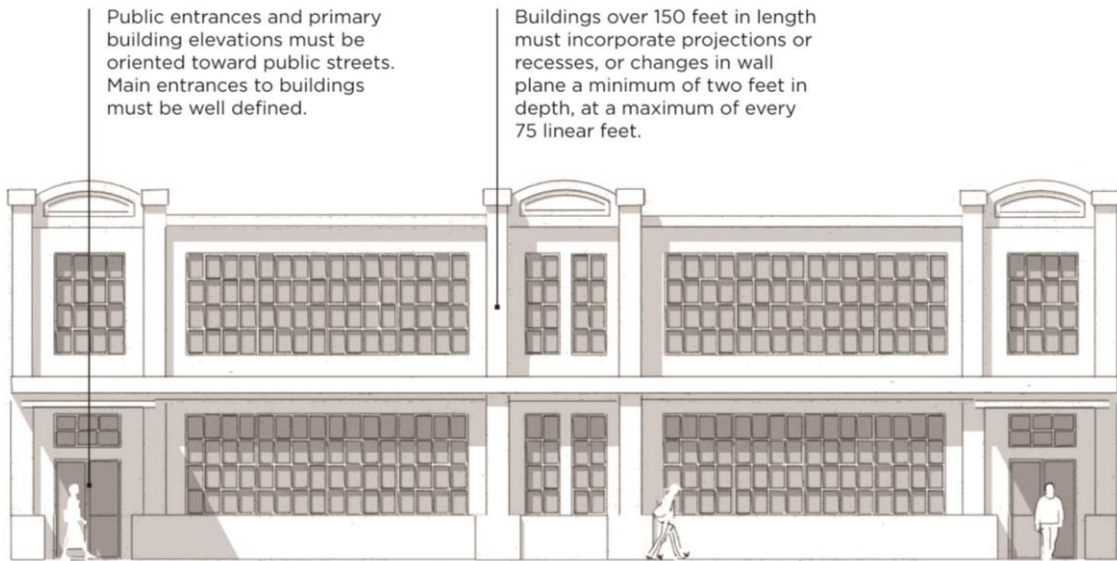 Public entrances and primary
building elevations must be
oriented toward public streets.
Main entrances to buildings
must be well defined.
Buildings over 150 feet in length
must incorporate projections or
recesses, or changes in wall
plane a minimum of two feet in
depth, at a maximum of every
75 linear feet.